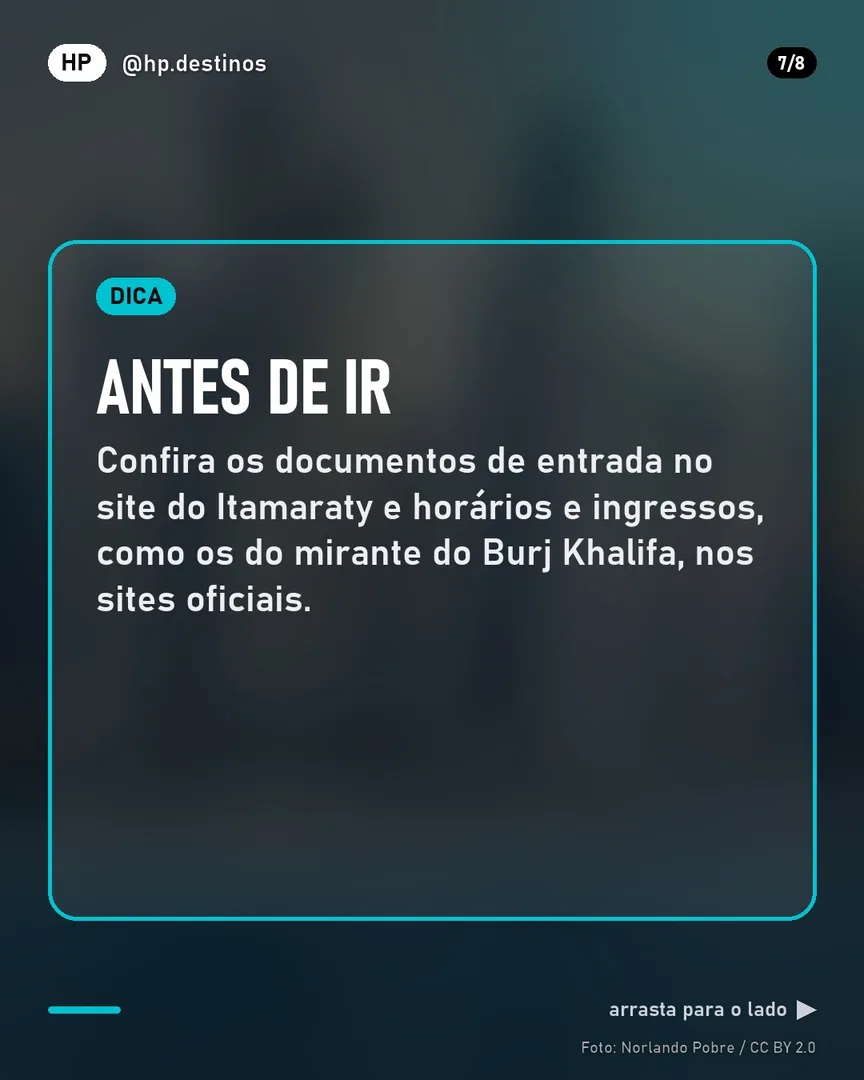 HP @hp.destinos 7/8
DICA
ANTES DE IR
Confira os documentos de entrada no
site do Itamaraty e horários e ingressos,
como os do mirante do Burj Khalifa, nos
sites oficiais.
arrasta para o lado ▶
Foto: Norlando Pobre / CC BY 2.0